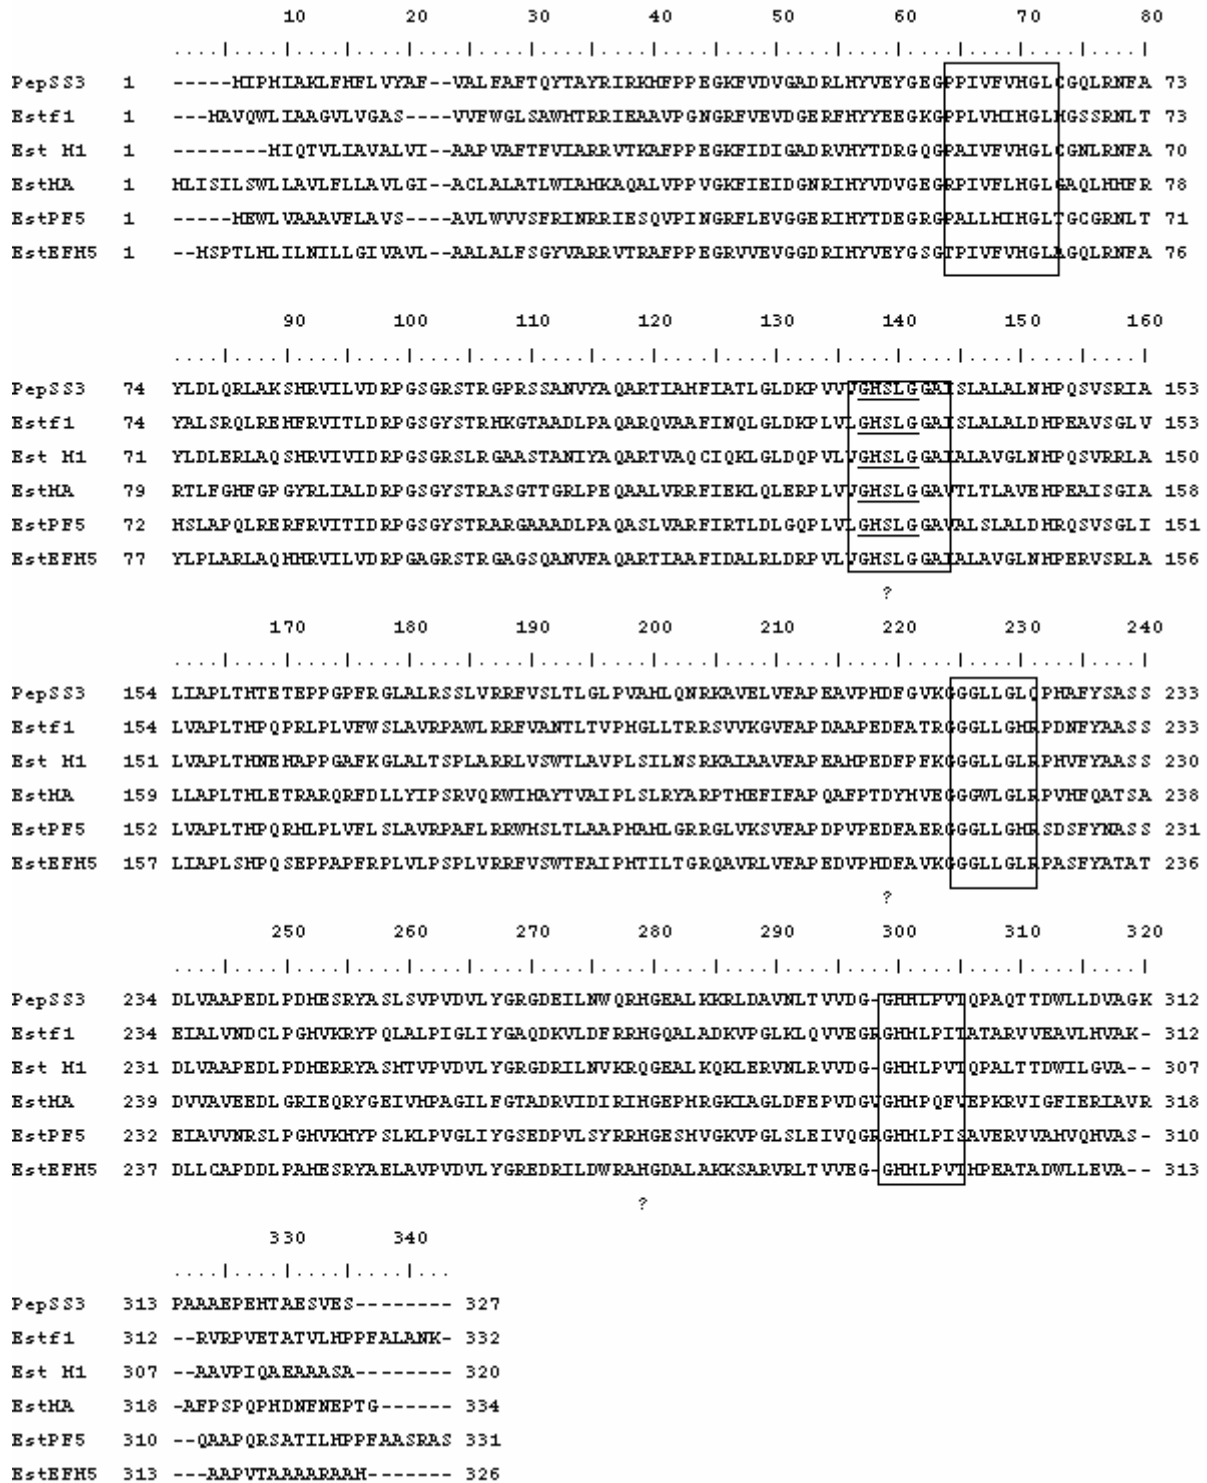 10 20 30 40 50 60 70 80
....|....|....|....|....|....|....|....|....|....|....|....|....|....|....|....|
PepSS3 1 -----HIPHIAKLFHFLVYAF--VALFAFTQYTAYRIRKHFPPEGKFVDVGADRLHYVEYGEGPPIVFVHGLCGQLRNFA 73
Estf1 1 ---HAVQWLIAAGVLVGAS----VVFWGLSAWHTRRIEAAVPGNGRFVEVDGERFHYYEEGKGPPLVHIHGLHGSSRNLT 73
Est H1 1 --------HIQTVLIAVALVI--AAPVAFTFVIARRVTKAFPPEGKFIDIGADRVHYTDRGQGPAIVFVHGLCGNLRNFA 70
EstHA 1 HLISILSWLLAVLFLLAVLGI--ACLALATLWIAHKAQALVPPVGKFIEIDGNRIHYVDVGEGRPIVFLHGLGAQLHHFR 78
EstPF5 1 -----HEWLVAAAVFLAVS----AVLWVVSFRINRRIESQVPINGRFLEVGGERIHYTDEGRGPALLHIHGLTGCGRNLT 71
EstEFH5 1 --HSPTLHLILNILLGIVAVL--AALALFSGYVARRVTRAFPPEGRVVEVGGDRIHYVEYGSGTPIVFVHGLAGQLRNFA 76
90 100 110 120 130 140 150 160
....|....|....|....|....|....|....|....|....|....|....|....|....|....|....|....|
PepSS3 74 YLDLQRLAKSHRVILVDRPGSGRSTRGPRSSANVYAQARTIAHFIATLGLDKPVVVGHSLGGAISLALALNHPQSVSRIA 153
Estf1 74 YALSRQLREHFRVITLDRPGSGYSTRHKGTAADLPAQARQVAAFINQLGLDKPLVLGHSLGGAISLALALDHPEAVSGLV 153
Est H1 71 YLDLERLAQSHRVIVIDRPGSGRSLRGAASTANIYAQARTVAQCIQKLGLDQPVLVGHSLGGAIALAVGLNHPQSVRRLA 150
EstHA 79 RTLFGHFGPGYRLIALDRPGSGYSTRASGTTGRLPEQAALVRRFIEKLQLERPLVVGHSLGGAVTLTLAVEHPEAISGIA 158
EstPF5 72 HSLAPQLRERFRVITIDRPGSGYSTRARGAAADLPAQASLVARFIRTLDLGQPLVLGHSLGGAVALSLALDHRQSVSGLI 151
EstEFH5 77 YLPLARLAQHHRVILVDRPGAGRSTRGAGSQANVFAQARTIAAFIDALRLDRPVLVGHSLGGAIALAVGLNHPERVSRLA 156
?
170 180 190 200 210 220 230 240
....|....|....|....|....|....|....|....|....|....|....|....|....|....|....|....|
PepSS3 154 LIAPLTHTETEPPGPFRGLALRSSLVRRFVSLTLGLPVAHLQNRKAVELVFAPEAVPHDFGVKGGGLLGLQPHAFYSASS 233
Estf1 154 LVAPLTHPQPRLPLVFWSLAVRPAWLRRFVANTLTVPHGLLTRRSVVKGVFAPDAAPEDFATRGGGLLGHRPDNFYAASS 233
Est H1 151 LVAPLTHNEHAPPGAFKGLALTSPLARRLVSWTLAVPLSILNSRKAIAAVFAPEAHPEDFPFKGGGLLGLRPHVFYAASS 230
EstHA 159 LLAPLTHLETRARQRFDLLYIPSRVQRWIHAYTVAIPLSLRYARPTHEFIFAPQAFPTDYHVEGGGWLGLRPVHFQATSA 238
EstPF5 152 LVAPLTHPQRHLPLVFLSLAVRPAFLRRWHSLTLAAPHAHLGRRGLVKSVFAPDPVPEDFAERGGGLLGHRSDSFYNASS 231
EstEFH5 157 LIAPLSHPQSEPPAPFRPLVLPSPLVRRFVSWTFAIPHTILTGRQAVRLVFAPEDVPHDFAVKGGGLLGLRPASFYATAT 236
?
250 260 270 280 290 300 310 320
....|....|....|....|....|....|....|....|....|....|....|....|....|....|....|....|
PepSS3 234 DLVAAPEDLPDHESRYASLSVPVDVLYGRGDEILNWQRHGEALKKRLDAVNLTVVDG-GHHLPVTQPAQTTDWLLDVAGK 312
Estf1 234 EIALVNDCLPGHVKRYPQLALPIGLIYGAQDKVLDFRRHGQALADKVPGLKLQVVEGRGHHLPITATARVVEAVLHVAK- 312
Est H1 231 DLVAAPEDLPDHERRYASHTVPVDVLYGRGDRILNVKRQGEALKQKLERVNLRVVDG-GHHLPVTQPALTTDWILGVA-- 307
EstHA 239 DVVAVEEDLGRIEQRYGEIVHPAGILFGTADRVIDIRIHGEPHRGKIAGLDFEPVDGVGHHPQFVEPKRVIGFIERIAVR 318
EstPF5 232 EIAVVNRSLPGHVKHYPSLKLPVGLIYGSEDPVLSYRRHGESHVGKVPGLSLEIVQGRGHHLPISAVERVVAHVQHVAS- 310
EstEFH5 237 DLLCAPDDLPAHESRYAELAVPVDVLYGREDRILDWRAHGDALAKKSARVRLTVVEG-GHHLPVTHPEATADWLLEVA-- 313
?
330 340
....|....|....|....|...
PepSS3 313 PAAAEPEHTAESVES-------- 327
Estf1 312 --RVRPVETATVLHPPFALANK- 332
Est H1 307 --AAVPIQAEAAASA-------- 320
EstHA 318 -AFPSPQPHDNFNEPTG------ 334
EstPF5 310 --QAAPQRSATILHPPFAASRAS 331
EstEFH5 313 ---AAPVTAAAARAAH------- 326